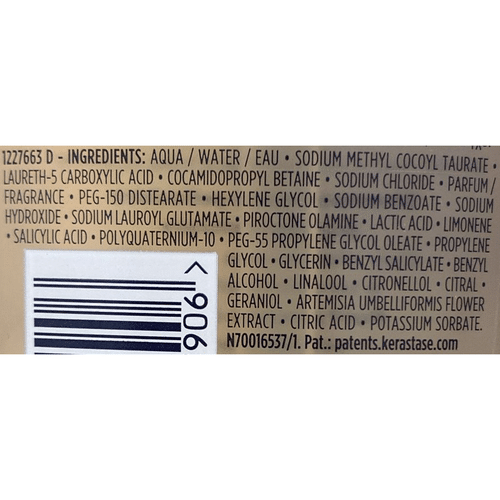 1227663 D - INGREDIENTS: AQUA / WATER / EAU • SODIUM METHYL COCOYL TAURATE •
LAURETH-5 CARBOXYLIC ACID • COCAMIDOPROPYL BETAINE • SODIUM CHLORIDE • PARFUM /
FRAGRANCE • PEG-150 DISTEARATE • HEXYLENE GLYCOL • SODIUM BENZOATE • SODIUM
HYDROXIDE • SODIUM LAUROYL GLUTAMATE • PIROCTONE OLAMINE • LACTIC ACID • LIMONENE
• SALICYLIC ACID • POLYQUATERNIUM-10 • PEG-55 PROPYLENE GLYCOL OLEATE • PROPYLENE
GLYCOL • GLYCERIN • BENZYL SALICYLATE • BENZYL
ALCOHOL • LINALOOL • CITRONELLOL • CITRAL •
GERANIOL • ARTEMISIA UMBELLIFORMIS FLOWER
EXTRACT • CITRIC ACID • POTASSIUM SORBATE.
N70016537/1. Pat.: patents.kerastase.com
906 >